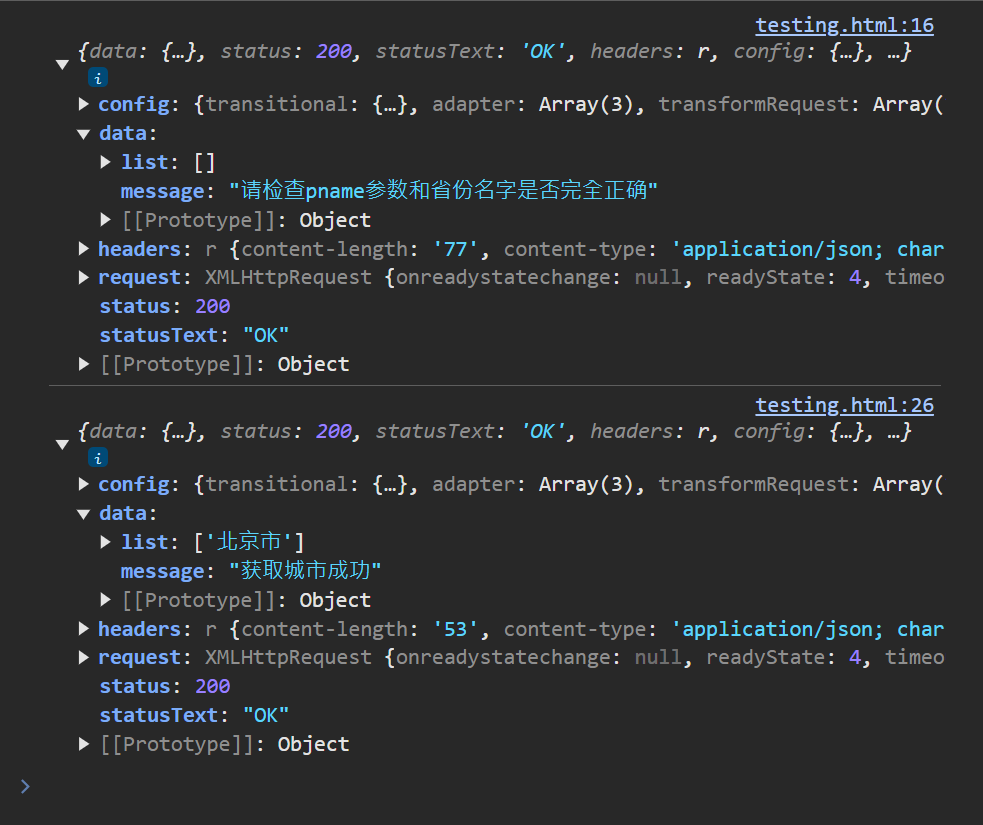 testing.html:16
{data: {…}, status: 200, statusText: 'OK', headers: r, config: {…}, …}
i
config: {transitional: {…}, adapter: Array(3), transformRequest: Array(
data:
list: []
message: "请检查pname参数和省份名字是否完全正确"
[[Prototype]]: Object
headers: r {content-length: '77', content-type: 'application/json; char
request: XMLHttpRequest {onreadystatechange: null, readyState: 4, timeo
status: 200
statusText: "OK"
[[Prototype]]: Object
testing.html:26
{data: {…}, status: 200, statusText: 'OK', headers: r, config: {…}, …}
i
config: {transitional: {…}, adapter: Array(3), transformRequest: Array(
data:
list: ['北京市']
message: "获取城市成功"
[[Prototype]]: Object
headers: r {content-length: '53', content-type: 'application/json; char
request: XMLHttpRequest {onreadystatechange: null, readyState: 4, timeo
status: 200
statusText: "OK"
[[Prototype]]: Object